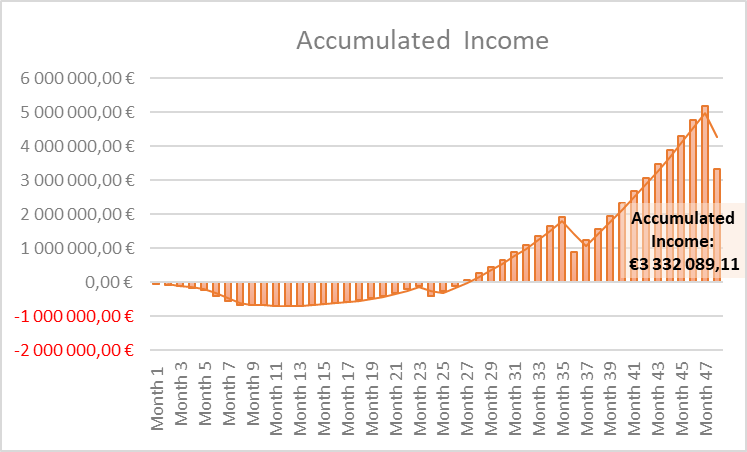 Accumulated Income
6 000 000,00 €
5 000 000,00 €
4 000 000,00 €
3 000 000,00 €
2 000 000,00 €
1 000 000,00 €
0,00 €
-1 000 000,00 €
-2 000 000,00 €
Accumulated
Income:
€3 332 089,11
Month 1
Month 3
Month 5
Month 7
Month 9
Month 11
Month 13
Month 15
Month 17
Month 19
Month 21
Month 23
Month 25
Month 27
Month 29
Month 31
Month 33
Month 35
Month 37
Month 39
Month 41
Month 43
Month 45
Month 47